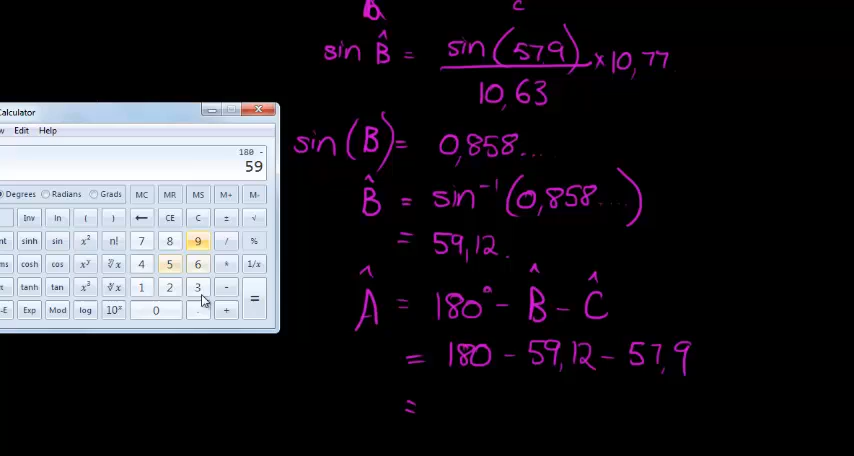 B C
sin B̂ = sin(57,9) / 10,63 × 10,77
sin(B) = 0,858...
B̂ = sin⁻¹(0,858...)
= 59,12.
Â = 180° - B̂ - Ĉ
= 180 - 59,12 - 57,9
=
Calculator
w Edit Help
180 -
59
Degrees Radians Grads MC MR MS M+ M-
Inv ln ( ) ← CE C ± √
nt sinh sin x² n! 7 8 9 / %
ms cosh cos xʸ ʸ√x 4 5 6 * 1/x
tanh tan x³ ³√x 1 2 3 - =
-E Exp Mod log 10ˣ 0 . +